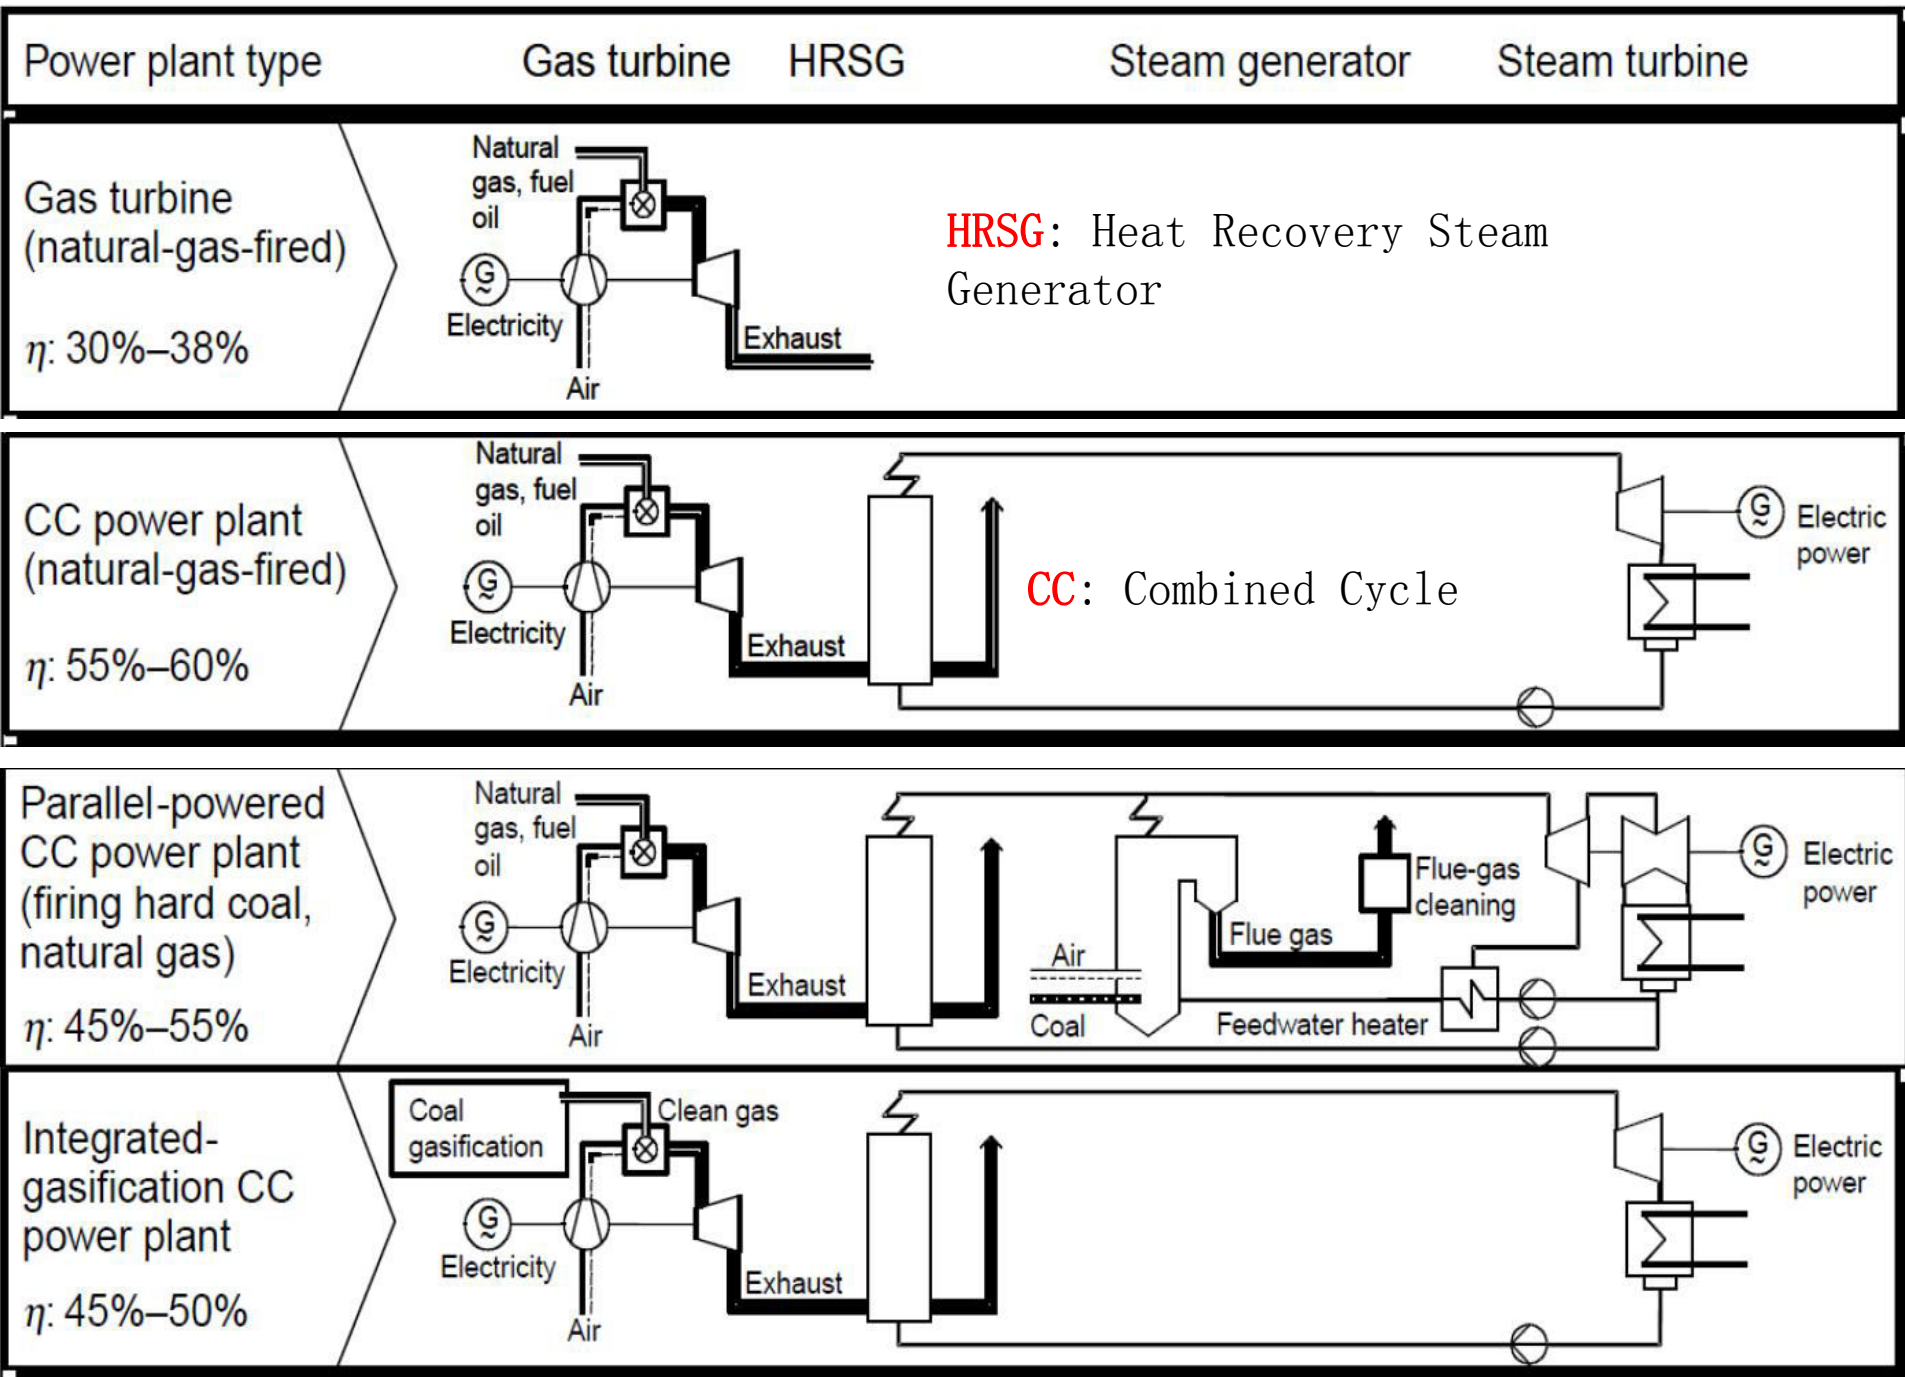 Power plant type
Gas turbine
HRSG
Steam generator
Steam turbine
Gas turbine
(natural-gas-fired)
η: 30%–38%
Natural
gas, fuel
oil
G
~
Electricity
Air
Exhaust
HRSG: Heat Recovery Steam
Generator
CC power plant
(natural-gas-fired)
η: 55%–60%
Natural
gas, fuel
oil
G
~
Electricity
Air
Exhaust
CC: Combined Cycle
G
~
Electric
power
Parallel-powered
CC power plant
(firing hard coal,
natural gas)
η: 45%–55%
Natural
gas, fuel
oil
G
~
Electricity
Air
Exhaust
Air
Coal
Flue gas
Flue-gas
cleaning
Feedwater heater
G
~
Electric
power
Integrated-
gasification CC
power plant
η: 45%–50%
Coal
gasification
Clean gas
G
~
Electricity
Air
Exhaust
G
~
Electric
power